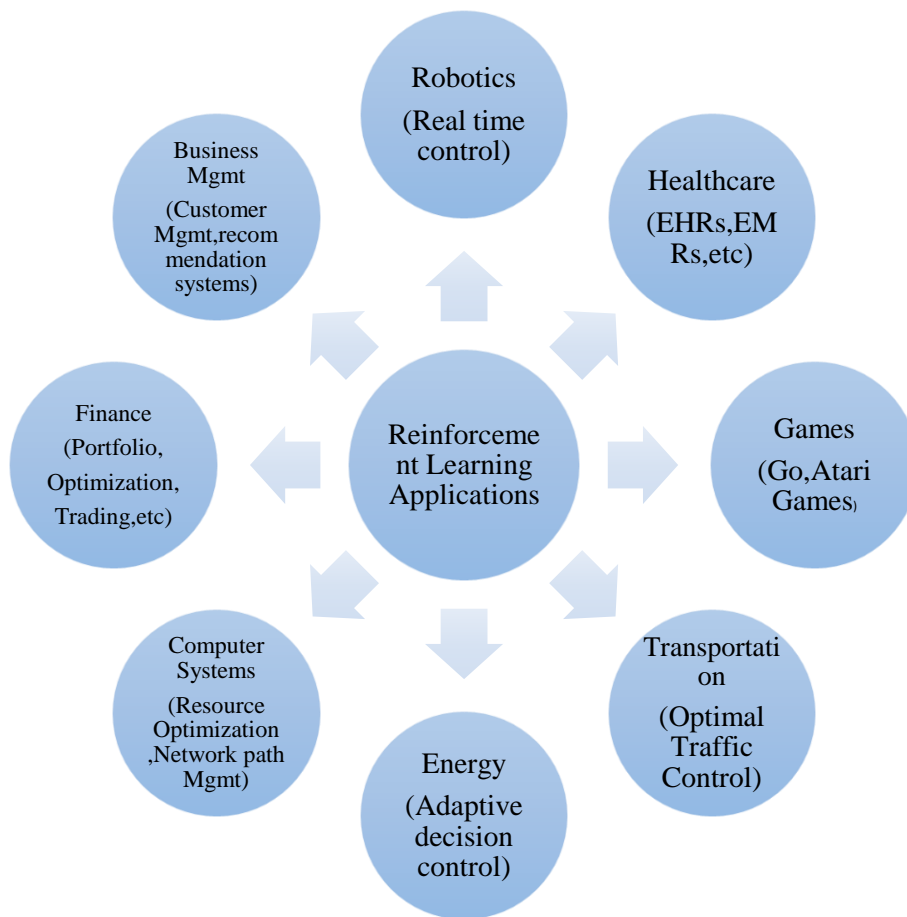 Robotics
(Real time
control)
Business
Mgmt
(Customer
Mgmt,recom
mendation
systems)
Healthcare
(EHRs,EM
Rs,etc)
Finance
(Portfolio,
Optimization,
Trading,etc)
Reinforceme
nt Learning
Applications
Games
(Go,Atari
Games)
Computer
Systems
(Resource
Optimization
,Network path
Mgmt)
Transportati
on
(Optimal
Traffic
Control)
Energy
(Adaptive
decision
control)